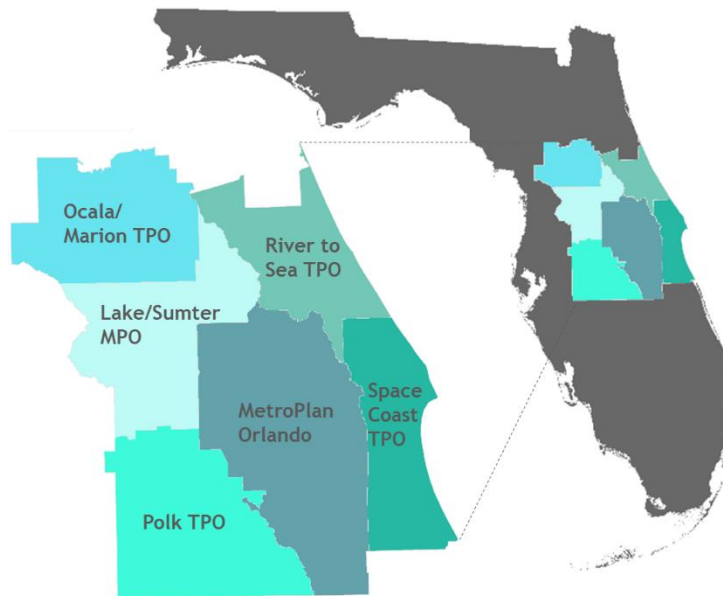 Ocala/
Marion TPO
River to
Sea TPO
Lake/Sumter
MPO
Space
Coast
TPO
MetroPlan
Orlando
Polk TPO